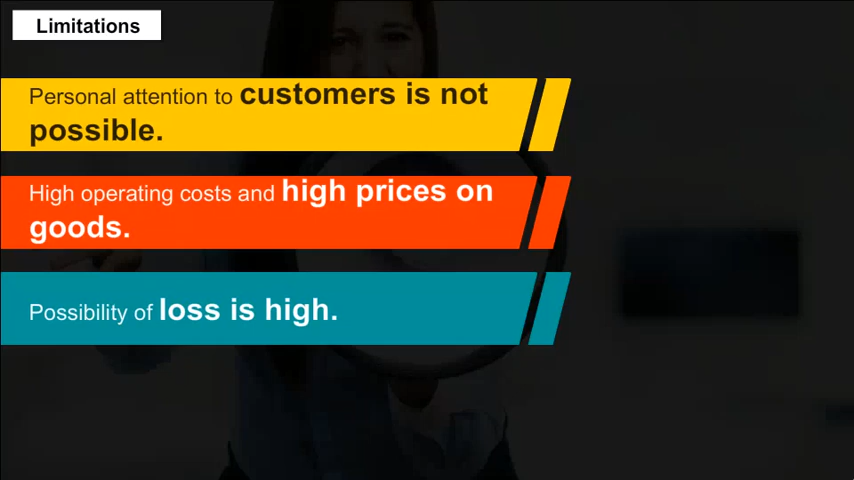 Limitations
Personal attention to customers is not
possible.
High operating costs and high prices on
goods.
Possibility of loss is high.